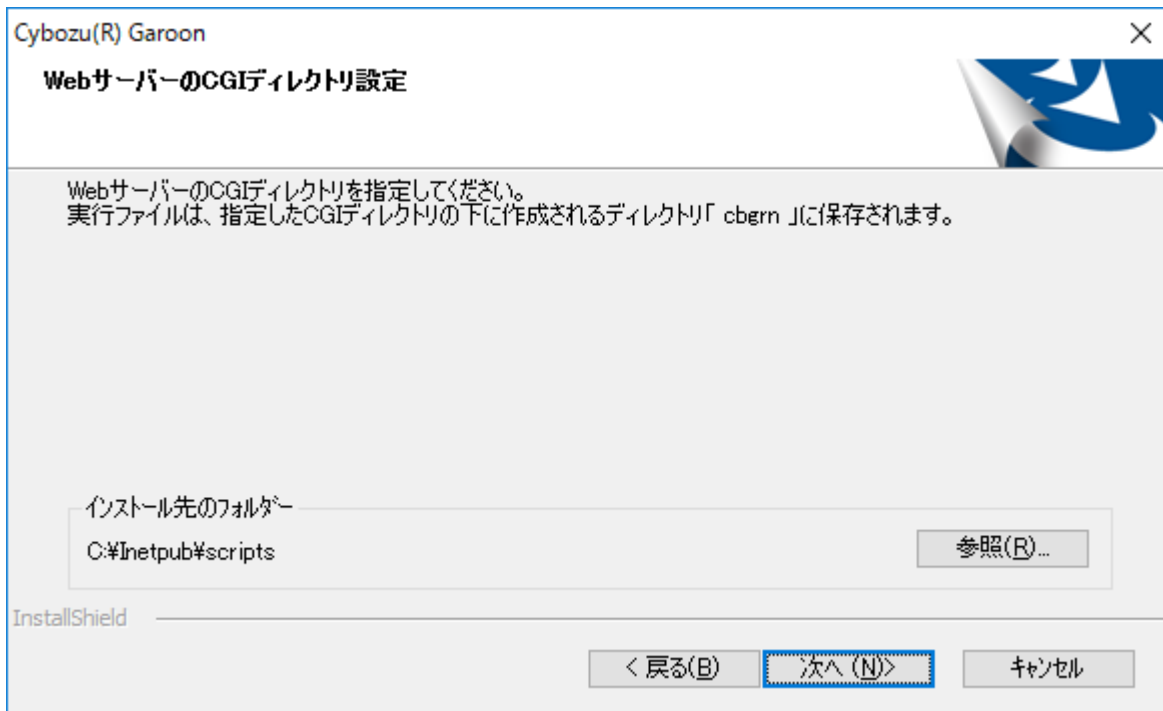 Cybozu(R) Garoon
WebサーバーのCGIディレクトリ設定
WebサーバーのCGIディレクトリを指定してください。
実行ファイルは、指定したCGIディレクトリの下に作成されるディレクトリ「 cbgrn 」に保存されます。
インストール先のフォルダー
C:¥Inetpub¥scripts
参照(R)...
InstallShield
< 戻る(B)
次へ (N)>
キャンセル